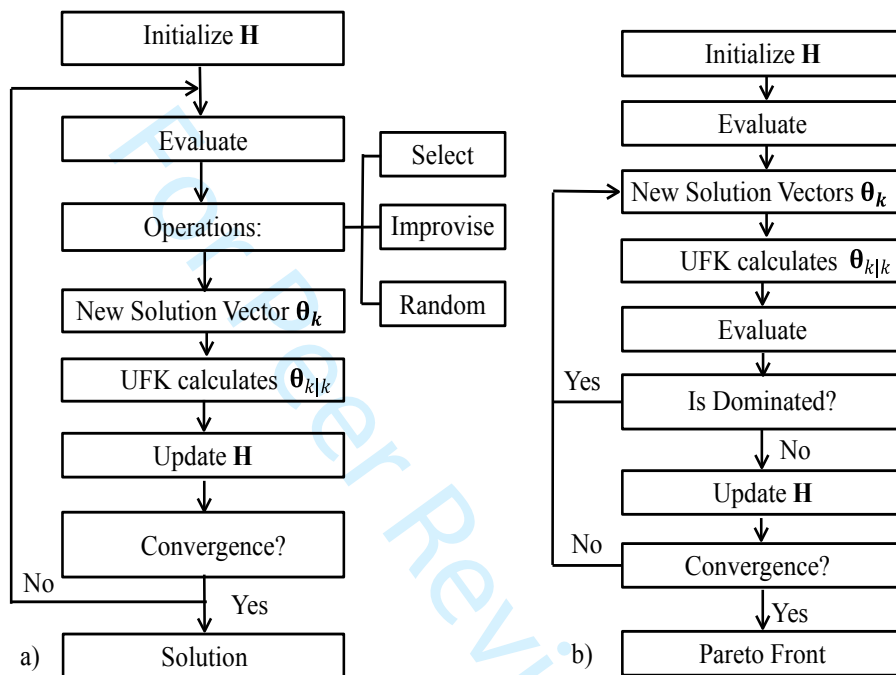 Initialize H
Evaluate
Operations:
Select
Improvise
Random
New Solution Vector θk
UFK calculates θk|k
Update H
Convergence?
No
Yes
a)
Solution
Initialize H
Evaluate
New Solution Vectors θk
UFK calculates θk|k
Evaluate
Yes
Is Dominated?
No
Update H
No
Convergence?
Yes
b)
Pareto Front
For Peer Revi